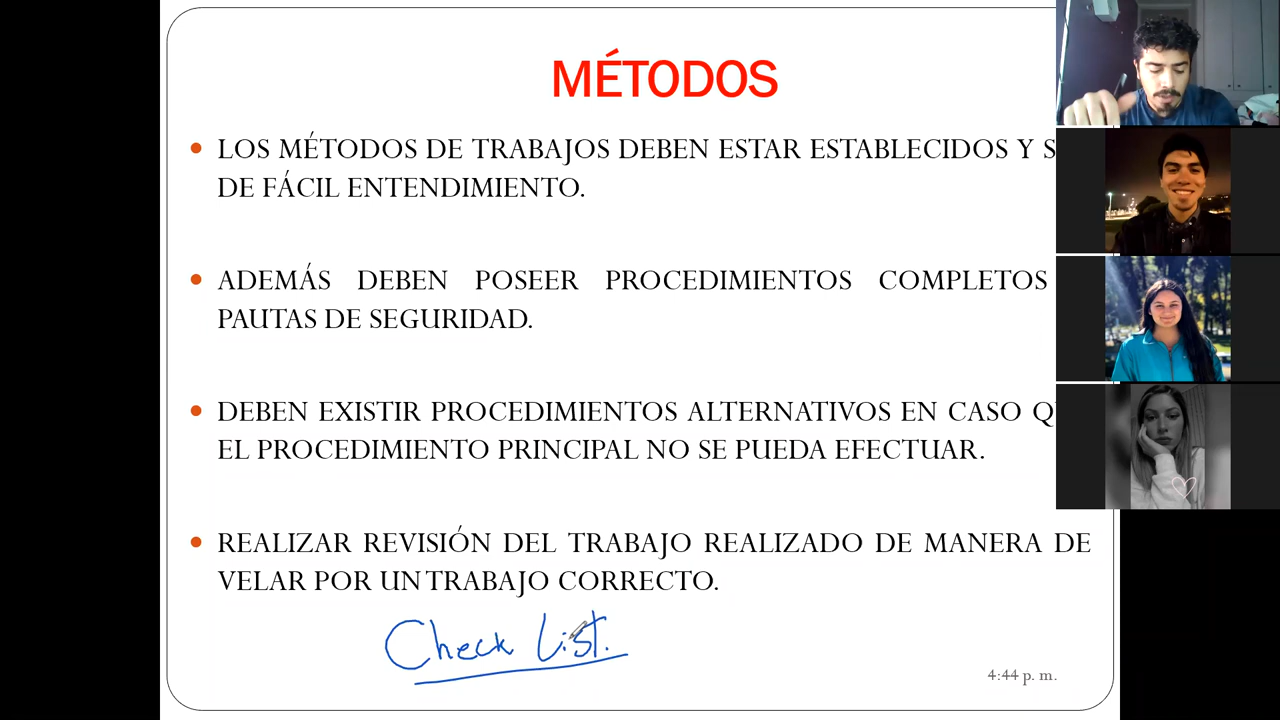 MÉTODOS
LOS MÉTODOS DE TRABAJOS DEBEN ESTAR ESTABLECIDOS Y
DE FÁCIL ENTENDIMIENTO.
ADEMÁS DEBEN POSEER PROCEDIMIENTOS COMPLETOS
PAUTAS DE SEGURIDAD.
DEBEN EXISTIR PROCEDIMIENTOS ALTERNATIVOS EN CASO
EL PROCEDIMIENTO PRINCIPAL NO SE PUEDA EFECTUAR.
REALIZAR REVISIÓN DEL TRABAJO REALIZADO DE MANERA DE
VELAR POR UN TRABAJO CORRECTO.
Check List.
4:44 p. m.